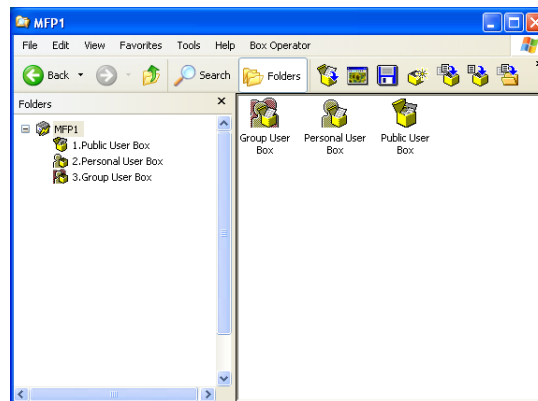 MFP1
File Edit View Favorites Tools Help Box Operator
Back Search Folders
Folders
MFP1
1.Public User Box
2.Personal User Box
3.Group User Box
Group User Box
Personal User Box
Public User Box